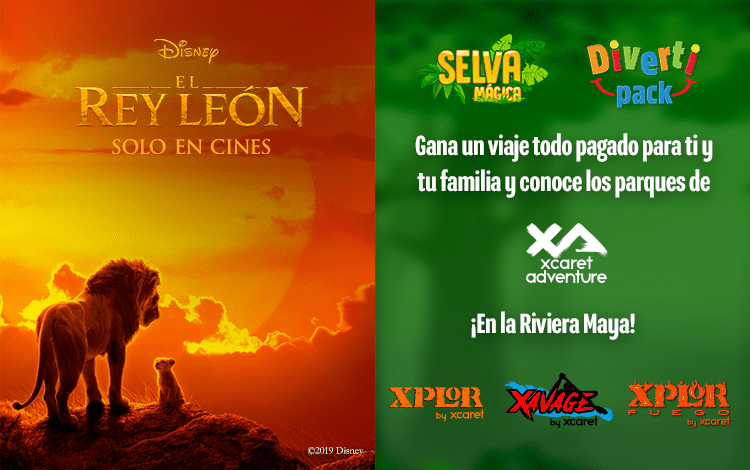 Disney
EL
REY LEÓN
SOLO EN CINES
©2019 Disney
SELVA
MÁGICA
Diverti
pack
Gana un viaje todo pagado para ti y
tu familia y conoce los parques de
XA
xcaret
adventure
¡En la Riviera Maya!
XPLOR
by xcaret
XAVAGE
by xcaret
XPLOR
FUEGO
by xcaret